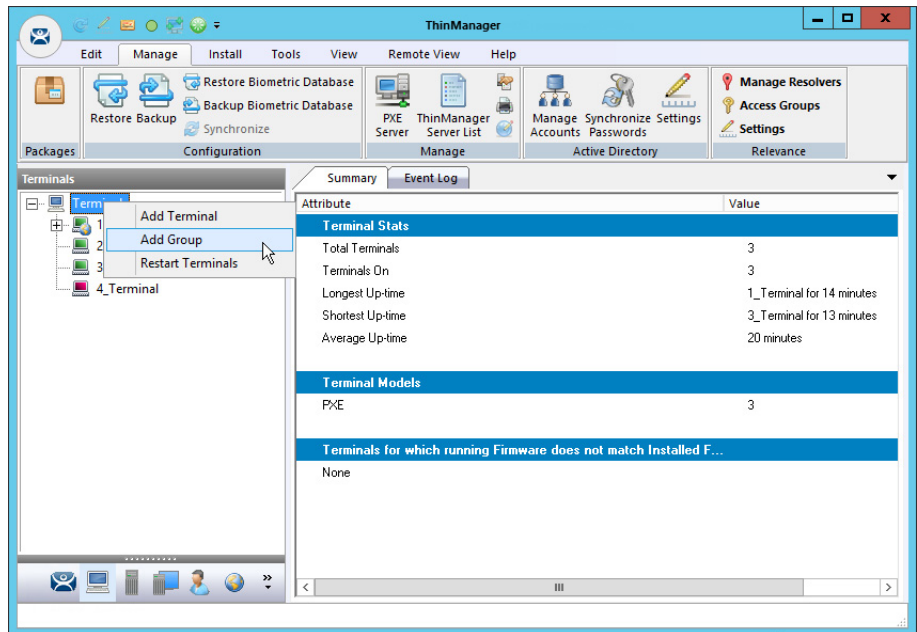 ThinManager
Edit Manage Install Tools View Remote View Help
Restore Biometric Database
Backup Biometric Database
Synchronize
Restore Backup
PXE Server
ThinManager Server List
Manage Accounts
Synchronize Passwords
Settings
Manage Resolvers
Access Groups
Settings
Packages Configuration Manage Active Directory Relevance
Terminals
Summary Event Log
Add Terminal
Add Group
Restart Terminals
1
2
3
4_Terminal
Attribute Value
Terminal Stats
Total Terminals 3
Terminals On 3
Longest Up-time 1_Terminal for 14 minutes
Shortest Up-time 3_Terminal for 13 minutes
Average Up-time 20 minutes
Terminal Models
PXE 3
Terminals for which running Firmware does not match Installed F...
None